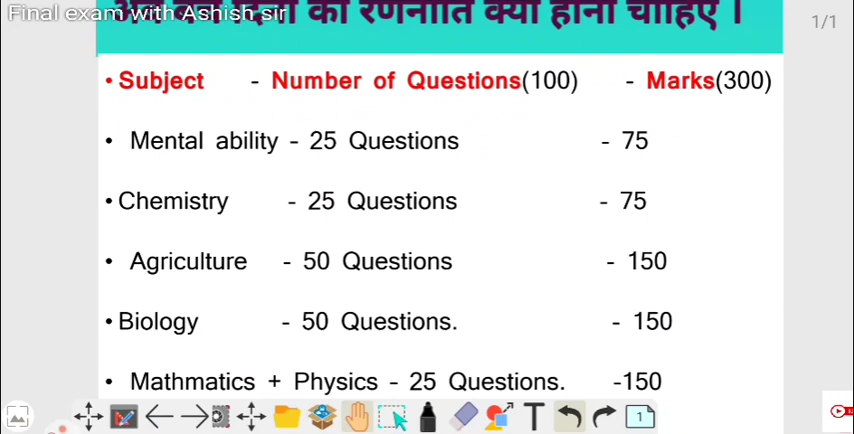 Final exam with Ashish sir
की रणनीति क्या होनी चाहिए ।
1/1
• Subject - Number of Questions(100) - Marks(300)
• Mental ability - 25 Questions - 75
• Chemistry - 25 Questions - 75
• Agriculture - 50 Questions - 150
• Biology - 50 Questions. - 150
• Mathmatics + Physics - 25 Questions. -150
T
1